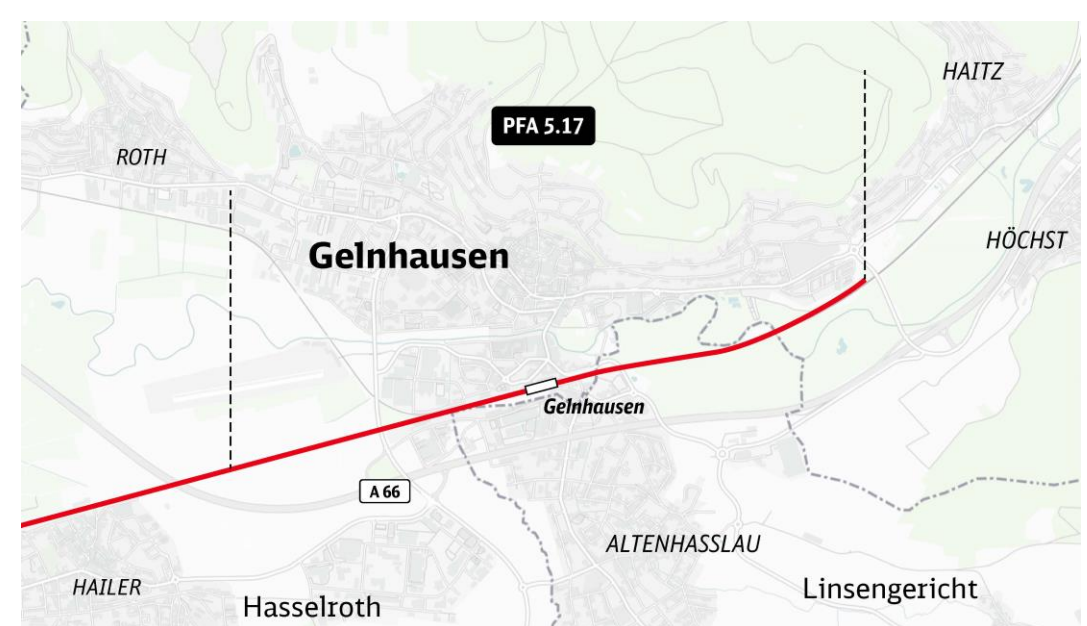 HAITZ
PFA 5.17
ROTH
HÖCHST
Gelnhausen
Gelnhausen
A 66
ALTENHASSLAU
HAILER
Linsengericht
Hasselroth